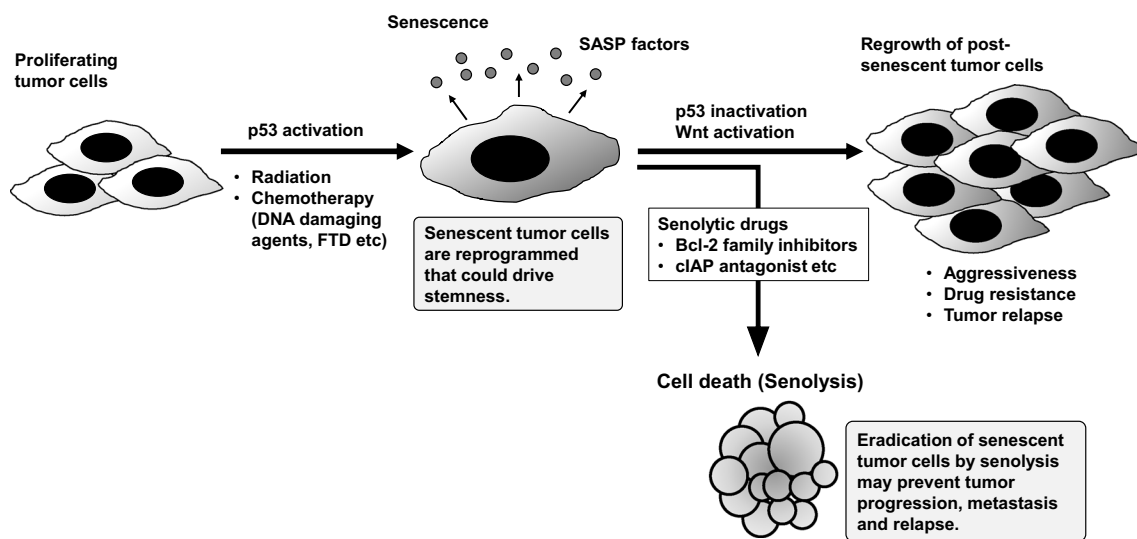 Proliferating
tumor cells
p53 activation
• Radiation
• Chemotherapy
(DNA damaging
agents, FTD etc)
Senescence
SASP factors
Senescent tumor cells
are reprogrammed
that could drive
stemness.
p53 inactivation
Wnt activation
Senolytic drugs
• Bcl-2 family inhibitors
• cIAP antagonist etc
Regrowth of post-
senescent tumor cells
• Aggressiveness
• Drug resistance
• Tumor relapse
Cell death (Senolysis)
Eradication of senescent
tumor cells by senolysis
may prevent tumor
progression, metastasis
and relapse.